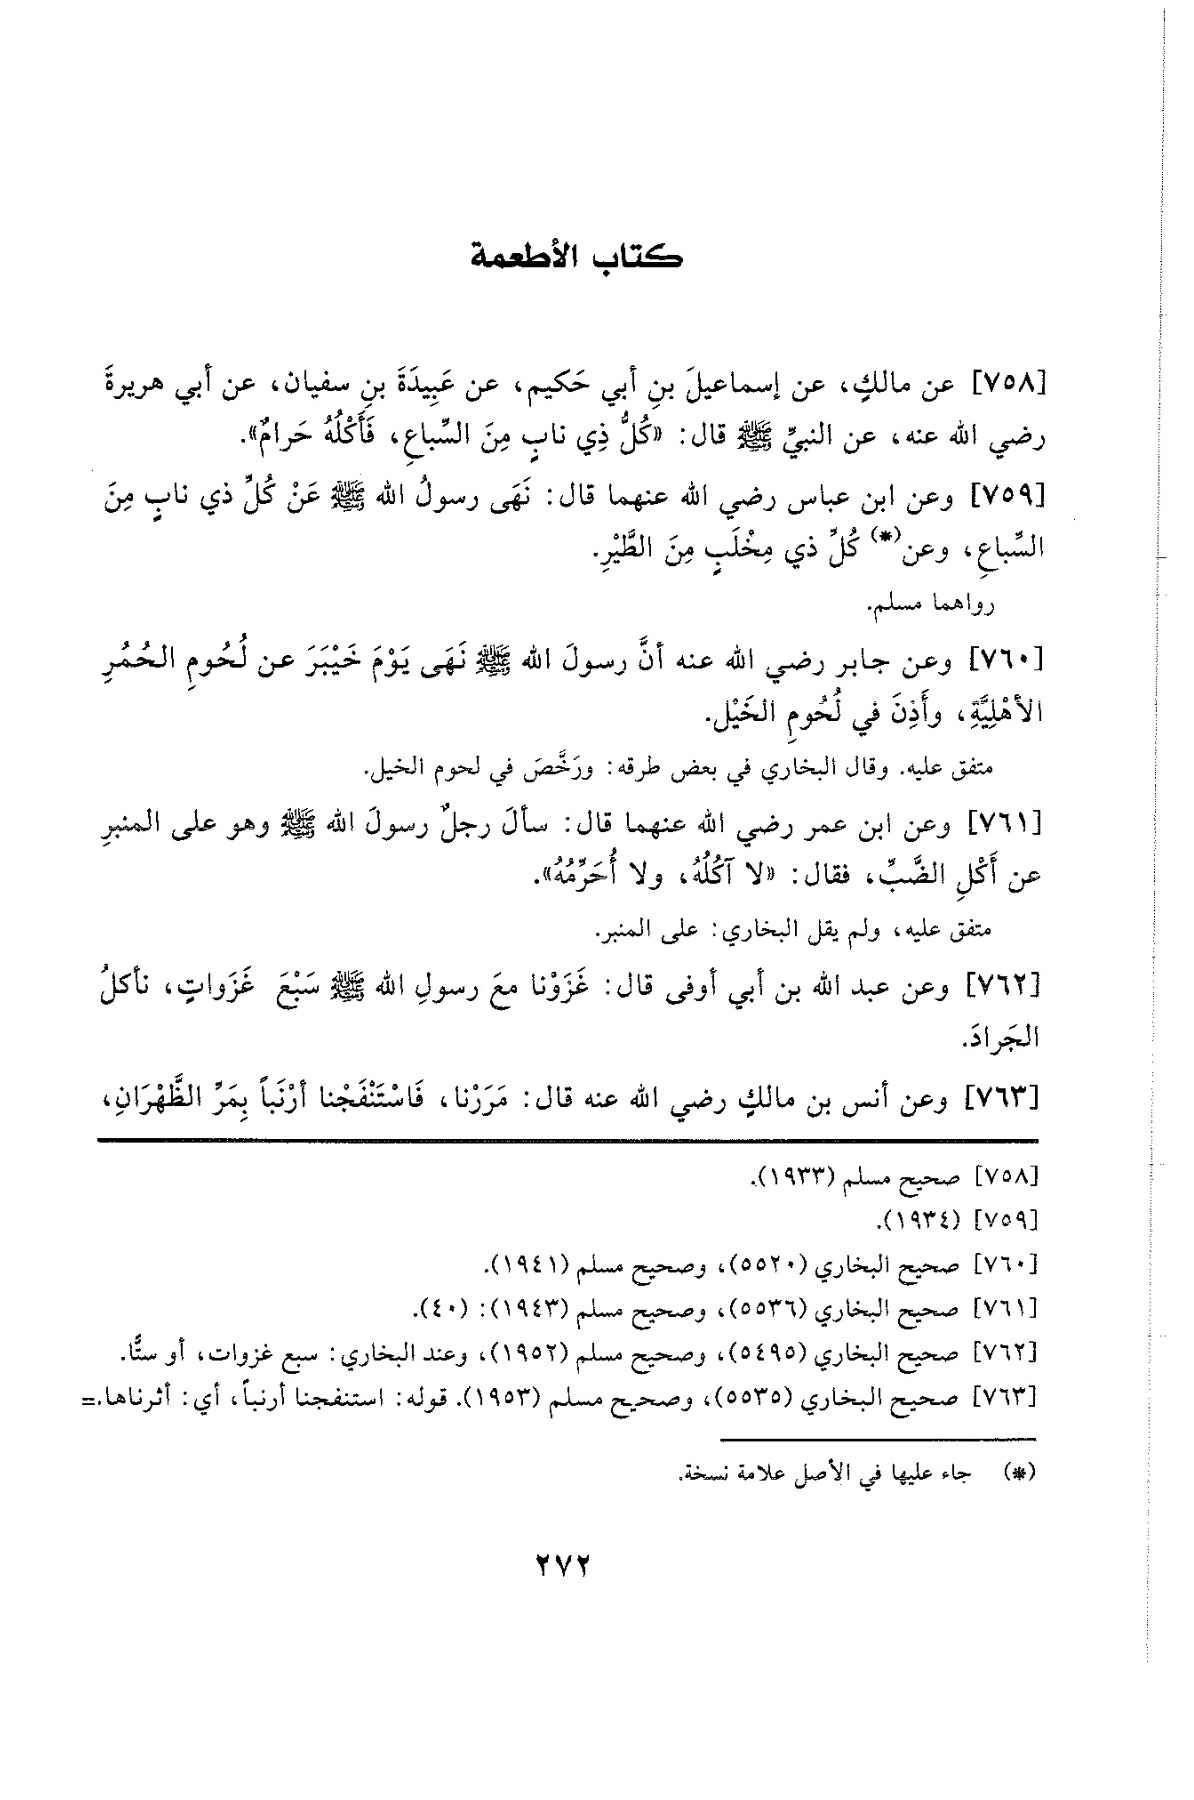 كتاب الأطعمة
[٧٥٨] عن مالكٍ، عن إسماعيلَ بنِ أبي حَكيم، عن عَبِيدَةَ بنِ سفيان، عن أبي هريرةَ
رضي الله عنه، عن النبيِّ ﷺ قال: «كُلُّ ذِي نابٍ مِنَ السِّباعِ، فَأَكْلُهُ حَرامٌ».
[٧٥٩] وعن ابن عباس رضي الله عنهما قال: نَهَى رسولُ الله ﷺ عَنْ كُلِّ ذي نابٍ مِنَ
السِّباعِ، وعن(*) كُلِّ ذي مِخْلَبٍ مِنَ الطَّيْرِ.
رواهما مسلم.
[٧٦٠] وعن جابر رضي الله عنه أنَّ رسولَ الله ﷺ نَهَى يَوْمَ خَيْبَرَ عن لُحُومِ الحُمُرِ
الأهْلِيَّةِ، وأَذِنَ في لُحُومِ الخَيْل.
متفق عليه. وقال البخاري في بعض طرقه: ورَخَّصَ في لحوم الخيل.
[٧٦١] وعن ابن عمر رضي الله عنهما قال: سألَ رجلٌ رسولَ الله ﷺ وهو على المنبرِ
عن أَكْلِ الضَّبِّ، فقال: «لا آكُلُهُ، ولا أُحَرِّمُهُ».
متفق عليه، ولم يقل البخاري: على المنبر.
[٧٦٢] وعن عبد الله بن أبي أوفى قال: غَزَوْنا معَ رسولِ الله ﷺ سَبْعَ غَزَواتٍ، نأكلُ
الجَرادَ.
[٧٦٣] وعن أنس بن مالكٍ رضي الله عنه قال: مَرَرْنا، فَاسْتَنْفَجْنا أرْنَباً بِمَرِّ الظَّهْرَانِ،
[٧٥٨] صحيح مسلم (١٩٣٣).
[٧٥٩] (١٩٣٤).
[٧٦٠] صحيح البخاري (٥٥٢٠)، وصحيح مسلم (١٩٤١).
[٧٦١] صحيح البخاري (٥٥٣٦)، وصحيح مسلم (١٩٤٣): (٤٠).
[٧٦٢] صحيح البخاري (٥٤٩٥)، وصحيح مسلم (١٩٥٢)، وعند البخاري: سبع غزوات، أو ستًّا.
[٧٦٣] صحيح البخاري (٥٥٣٥)، وصحيح مسلم (١٩٥٣). قوله: استنفجنا أرنباً، أي: أثرناها.=
(*) جاء عليها في الأصل علامة نسخة.
٢٧٢